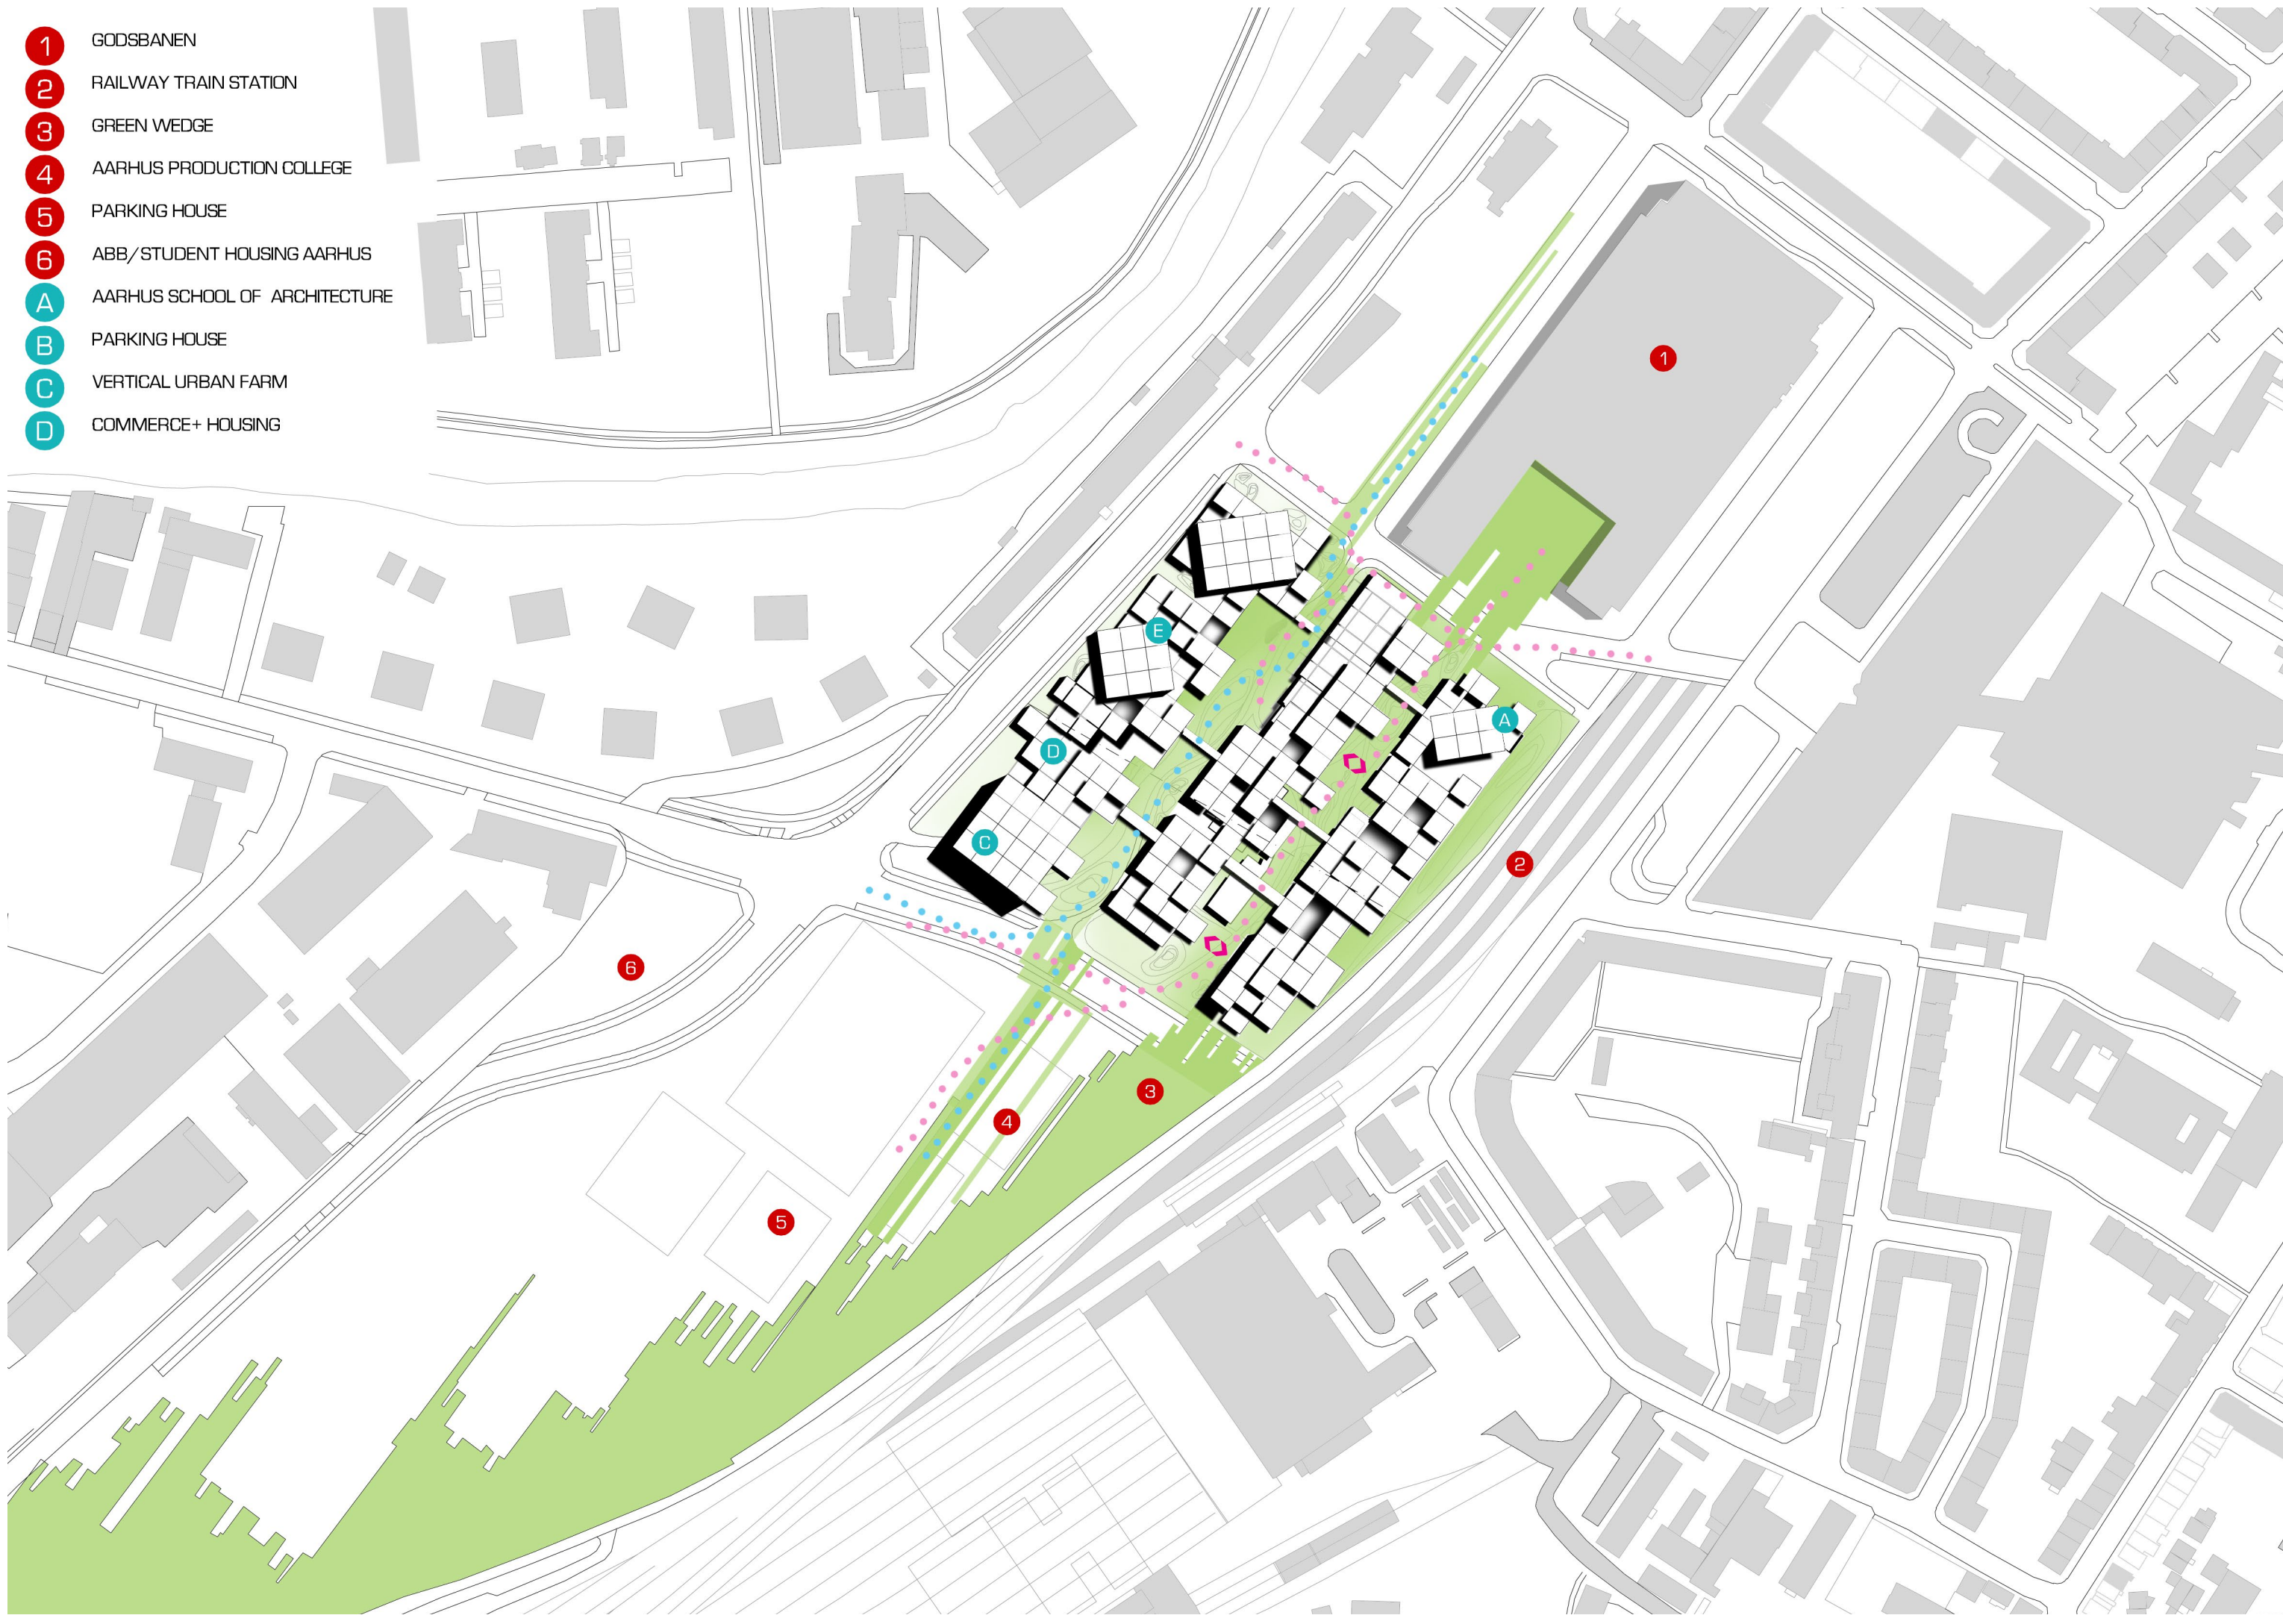 1 GODSBANEN
2 RAILWAY TRAIN STATION
3 GREEN WEDGE
4 AARHUS PRODUCTION COLLEGE
5 PARKING HOUSE
6 ABB/STUDENT HOUSING AARHUS
A AARHUS SCHOOL OF ARCHITECTURE
B PARKING HOUSE
C VERTICAL URBAN FARM
D COMMERCE+ HOUSING
1
E
A
D
C
2
6
3
4
5